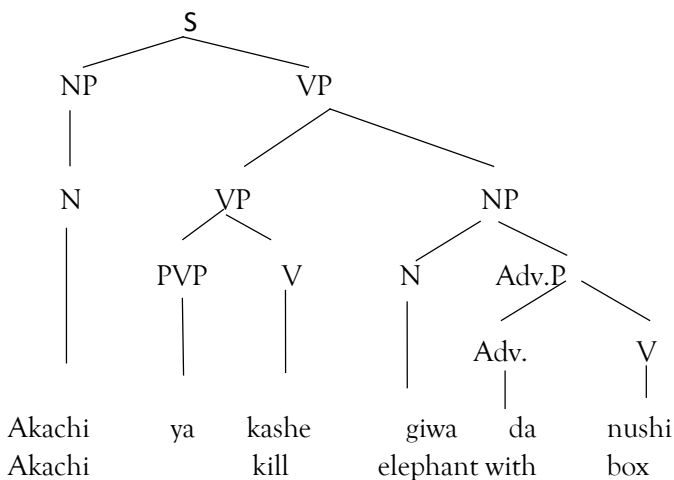 S
NP VP
N VP NP
PVP V N Adv.P
Adv. V
Akachi ya kashe giwa da nushi
Akachi kill elephant with box